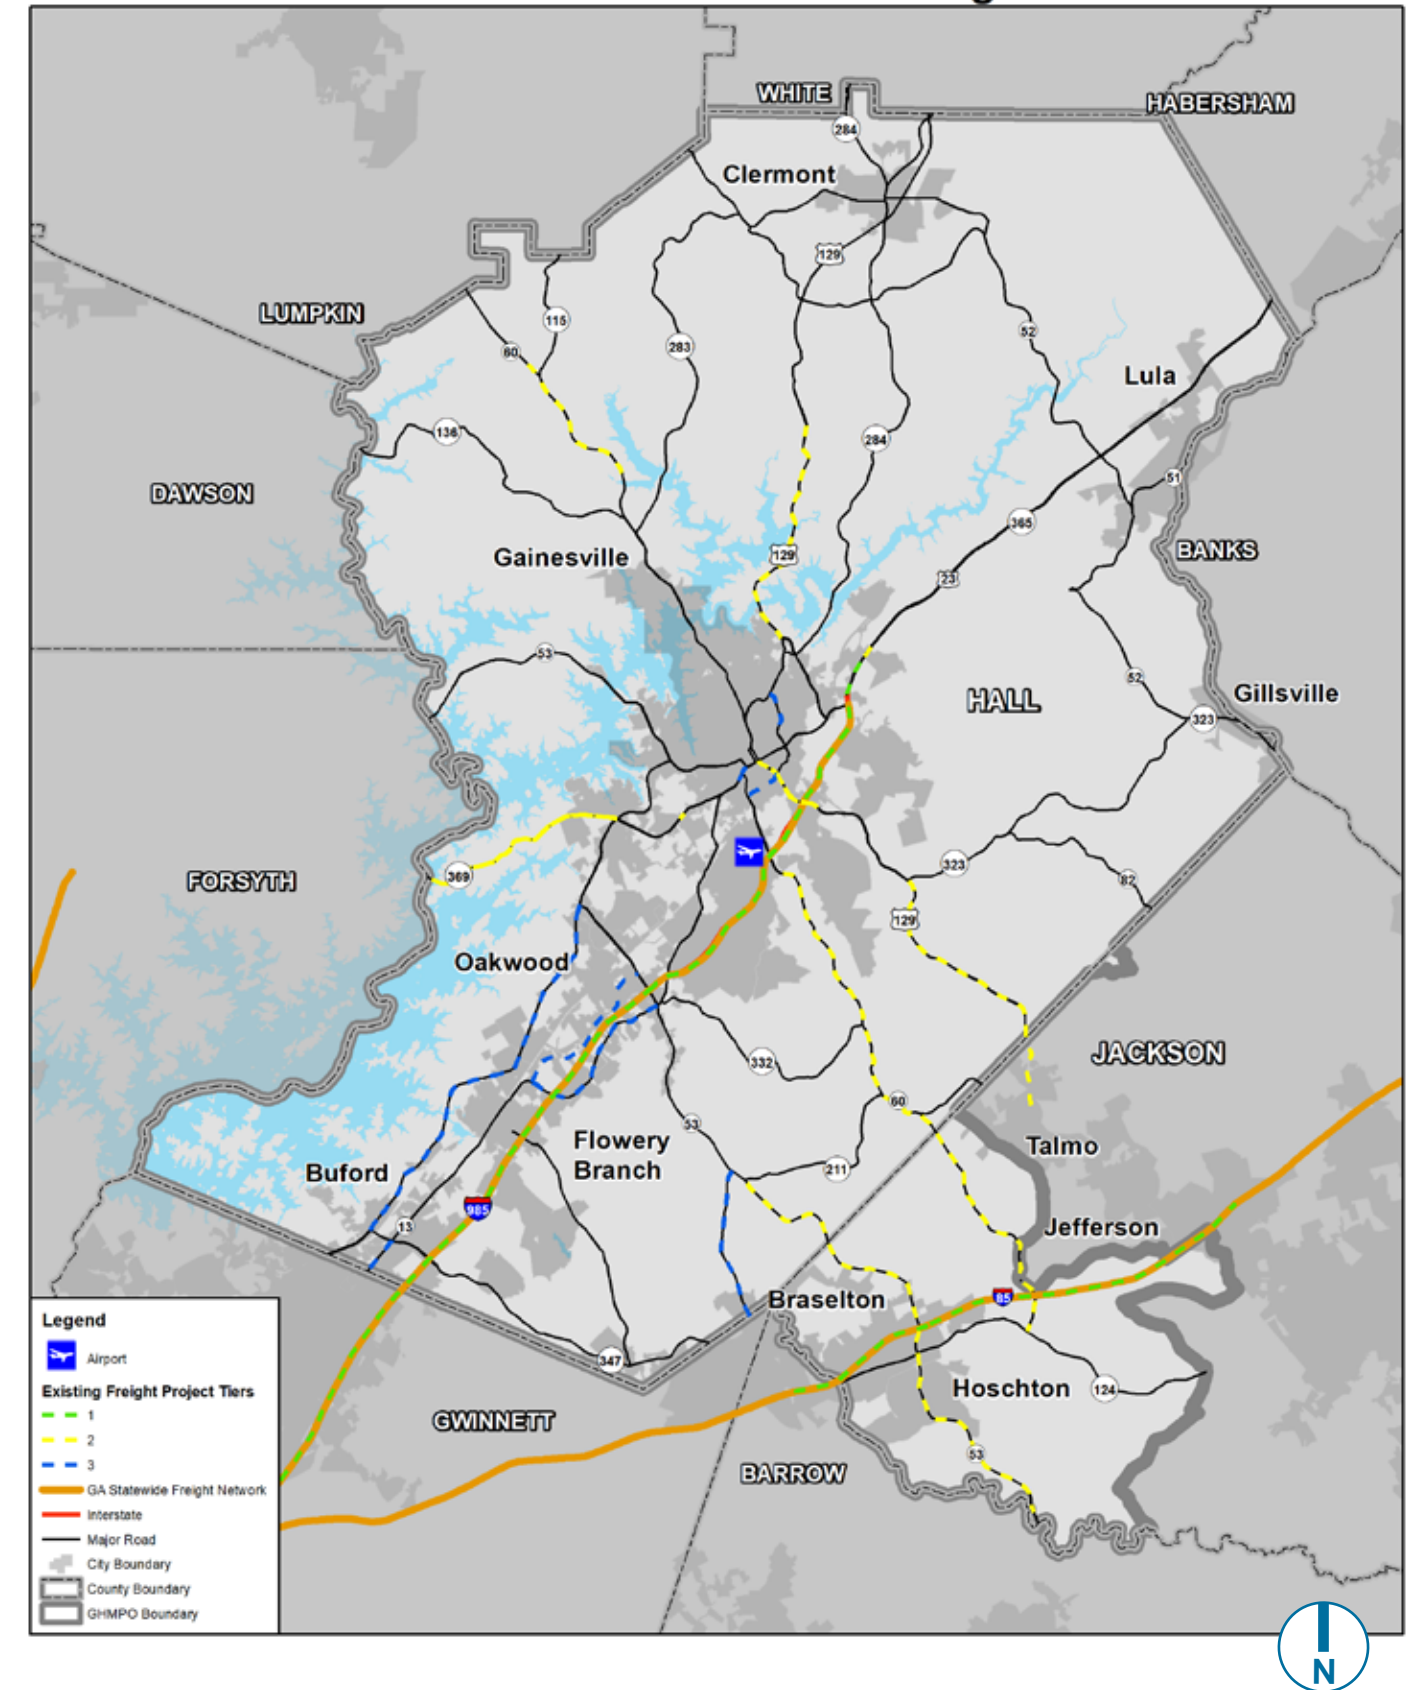 WHITE
HABERSHAM
284
Clermont
129
LUMPKIN
115
52
60
283
Lula
136
284
51
DAWSON
365
BANKS
Gainesville
129
23
53
52
HALL
Gillsville
323
369
323
82
FORSYTH
129
Oakwood
332
JACKSON
60
53
Flowery
Branch
Talmo
Buford
211
985
13
Jefferson
85
Braselton
347
Hoschton
124
GWINNETT
53
BARROW
Legend
Airport
Existing Freight Project Tiers
1
2
3
GA Statewide Freight Network
Interstate
Major Road
City Boundary
County Boundary
GHMPO Boundary
N